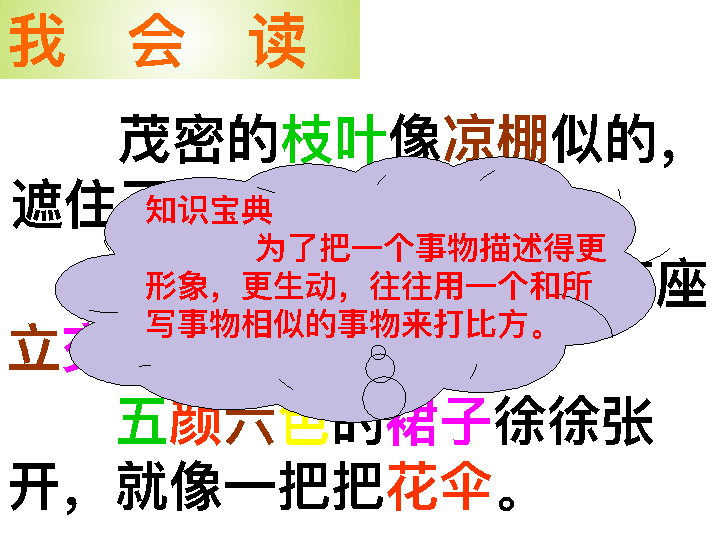 我 会 读
茂密的枝叶像凉棚似的，
遮住
知识宝典
为了把一个事物描述得更
形象，更生动，往往用一个和所
写事物相似的事物来打比方。
座
立
五颜六色的裙子徐徐张
开，就像一把把花伞。